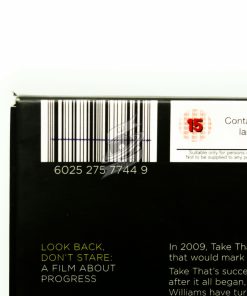 15
Conta
la
Suitable only for persons
Not to be supplied to any pe
6025 275 7744 9
LOOK BACK,
DON'T STARE:
A FILM ABOUT
PROGRESS
In 2009, Take Tha
that would mark
Take That's succe
after it all began,
Williams have tur